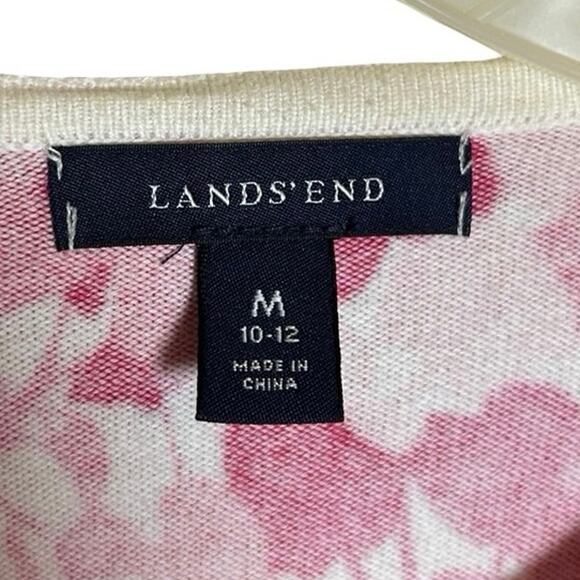 LANDS' END
M
10-12
MADE IN
CHINA